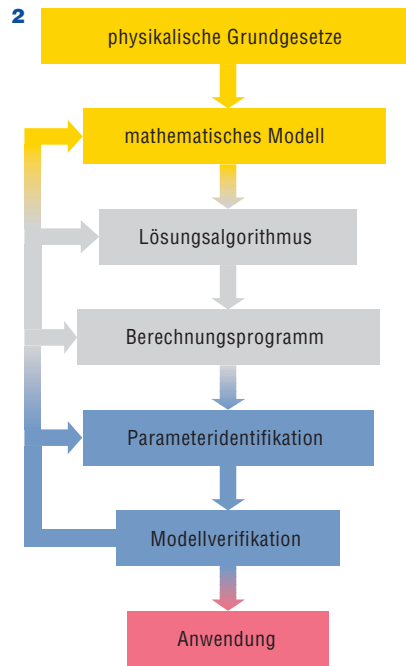 2
physikalische Grundgesetze
mathematisches Modell
Lösungsalgorithmus
Berechnungsprogramm
Parameteridentifikation
Modellverifikation
Anwendung